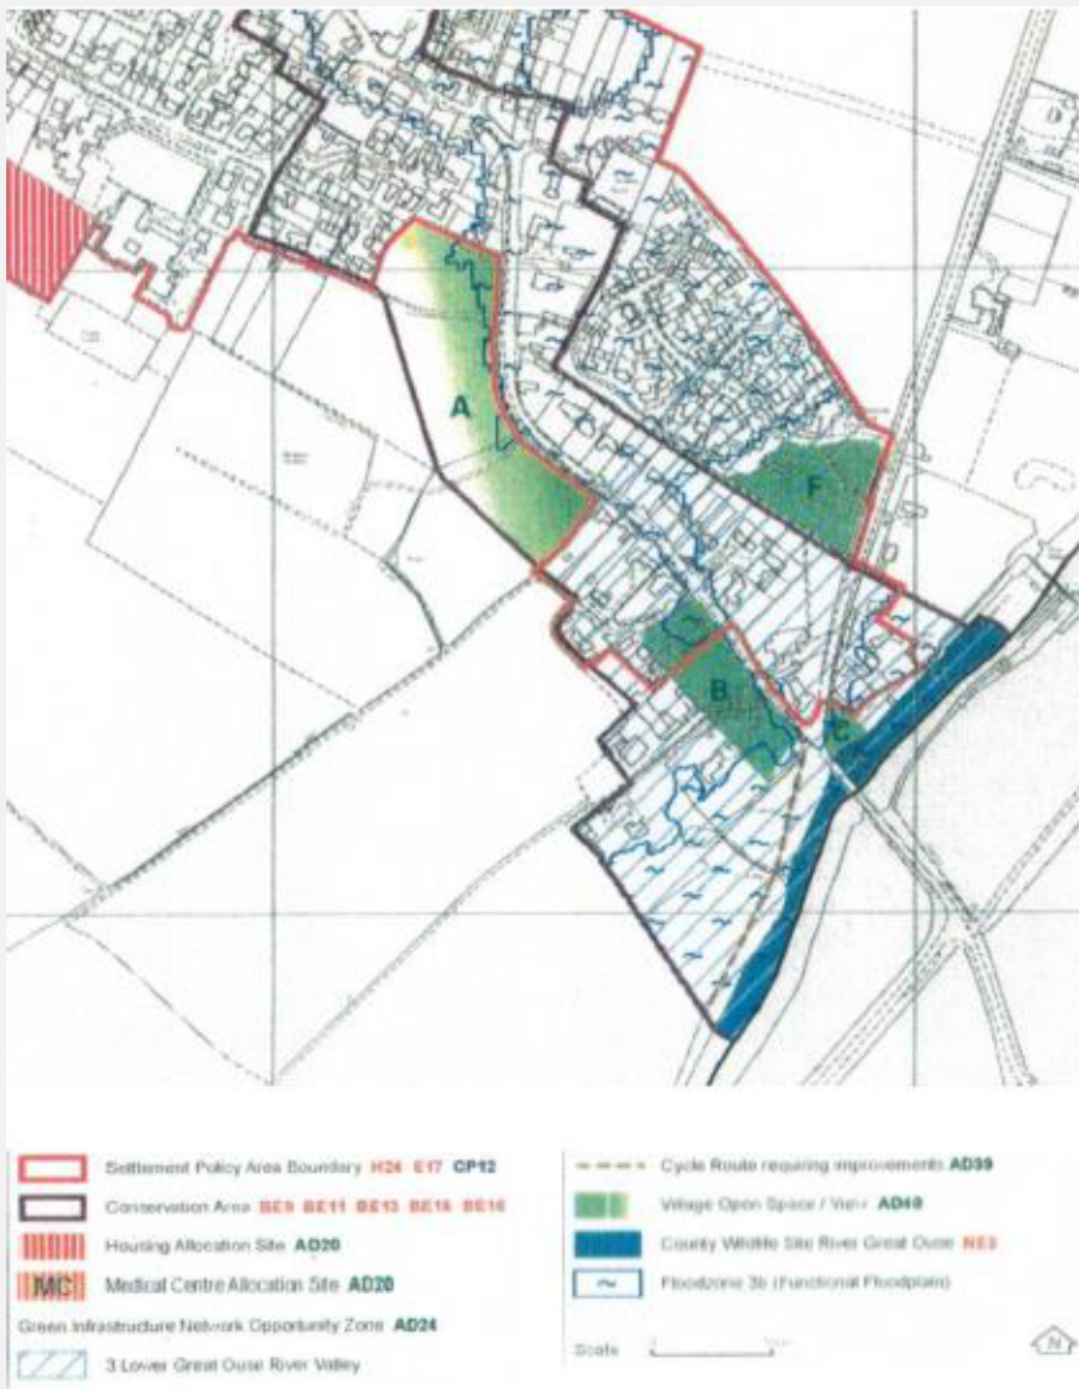 A
F
B
C
Settlement Policy Area Boundary H24 E17 CP12
Conservation Area BE9 BE11 BE13 BE15 BE16
Housing Allocation Site AD20
MC Medical Centre Allocation Site AD20
Green Infrastructure Network Opportunity Zone AD24
3 Lower Great Ouse River Valley
Cycle Route requiring improvements AD39
Village Open Space / View AD40
County Wildlife Site River Great Ouse NE3
Floodzone 3b (Functional Floodplain)
Scale
N